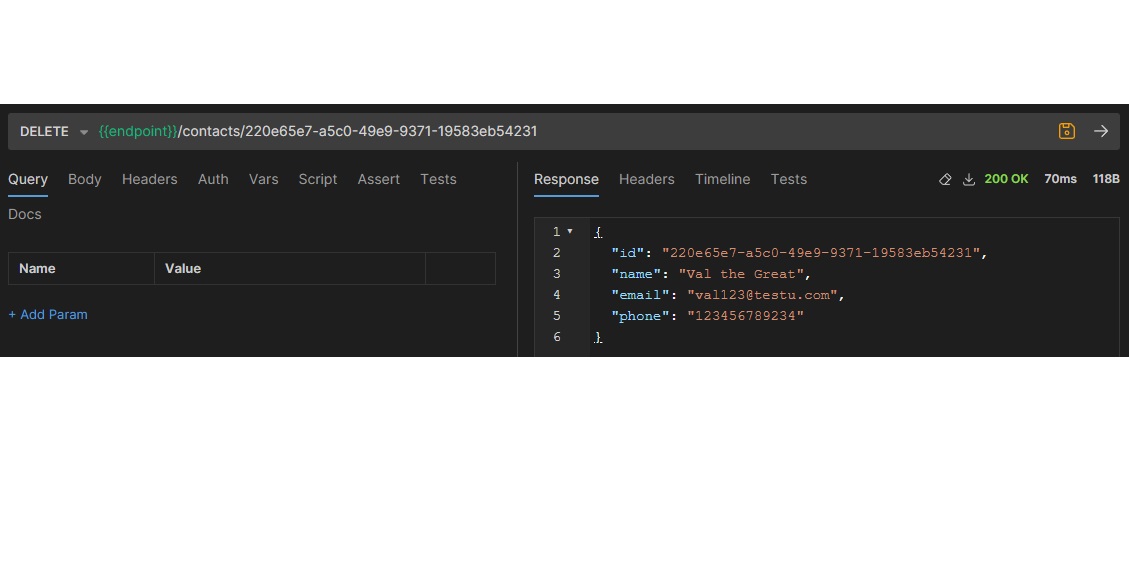 DELETE {{endpoint}}/contacts/220e65e7-a5c0-49e9-9371-19583eb54231
Query Body Headers Auth Vars Script Assert Tests
Docs
Name Value
+ Add Param
Response Headers Timeline Tests 200 OK 70ms 118B
1 {
2 "id": "220e65e7-a5c0-49e9-9371-19583eb54231",
3 "name": "Val the Great",
4 "email": "val123@testu.com",
5 "phone": "123456789234"
6 }